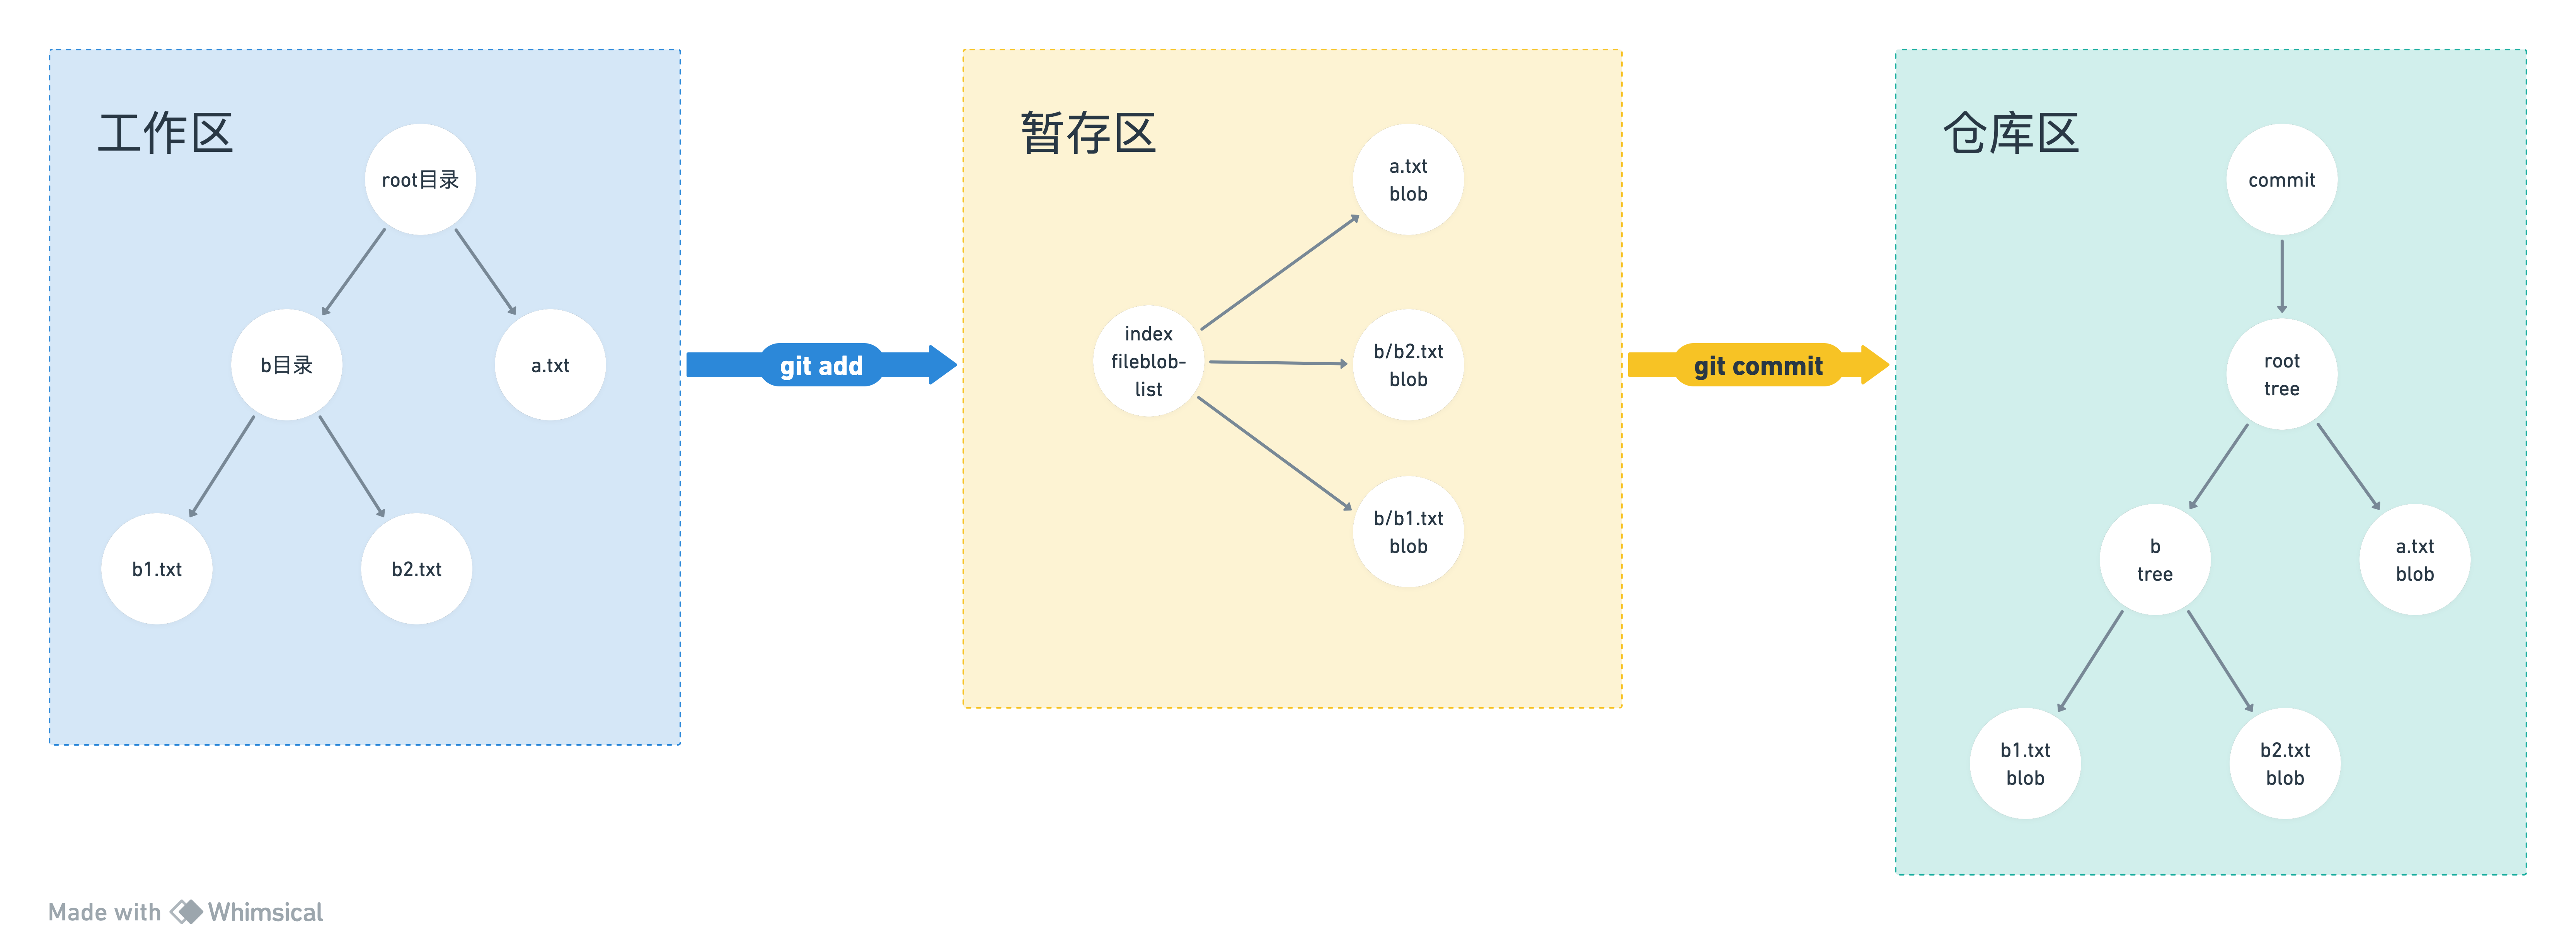 工作区
root目录
b目录
a.txt
b1.txt
b2.txt
git add
暂存区
a.txt
blob
index
fileblob-
list
b/b2.txt
blob
b/b1.txt
blob
git commit
仓库区
commit
root
tree
b
tree
a.txt
blob
b1.txt
blob
b2.txt
blob
Made with Whimsical